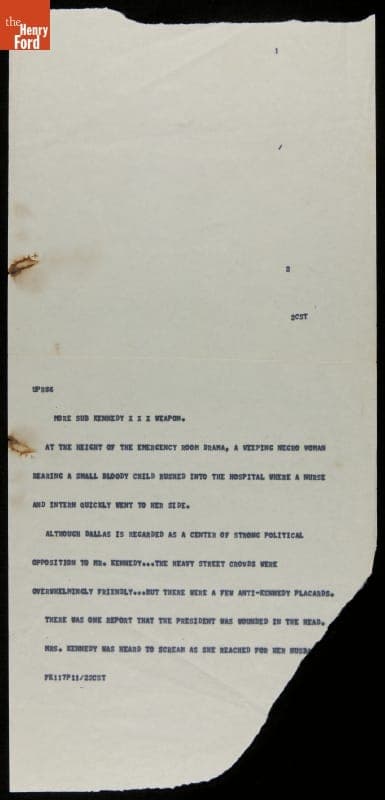 the
Henry
Ford
1
/
2
2CST
UPR86
MORE SUB KENNEDY X X X WEAPON.
AT THE HEIGHT OF THE EMERGENCY ROOM DRAMA, A WEEPING NEGRO WOMAN
BEARING A SMALL BLOODY CHILD RUSHED INTO THE HOSPITAL WHERE A NURSE
AND INTERN QUICKLY WENT TO HER SIDE.
ALTHOUGH DALLAS IS REGARDED AS A CENTER OF STRONG POLITICAL
OPPOSITION TO MR. KENNEDY...THE HEAVY STREET CROWDS WERE
OVERWHELMINGLY FRIENDLY...BUT THERE WERE A FEW ANTI-KENNEDY PLACARDS.
THERE WAS ONE REPORT THAT THE PRESIDENT WAS WOUNDED IN THE HEAD.
MRS. KENNEDY WAS HEARD TO SCREAM AS SHE REACHED FOR HER HUSBA
FK117P11/22CST